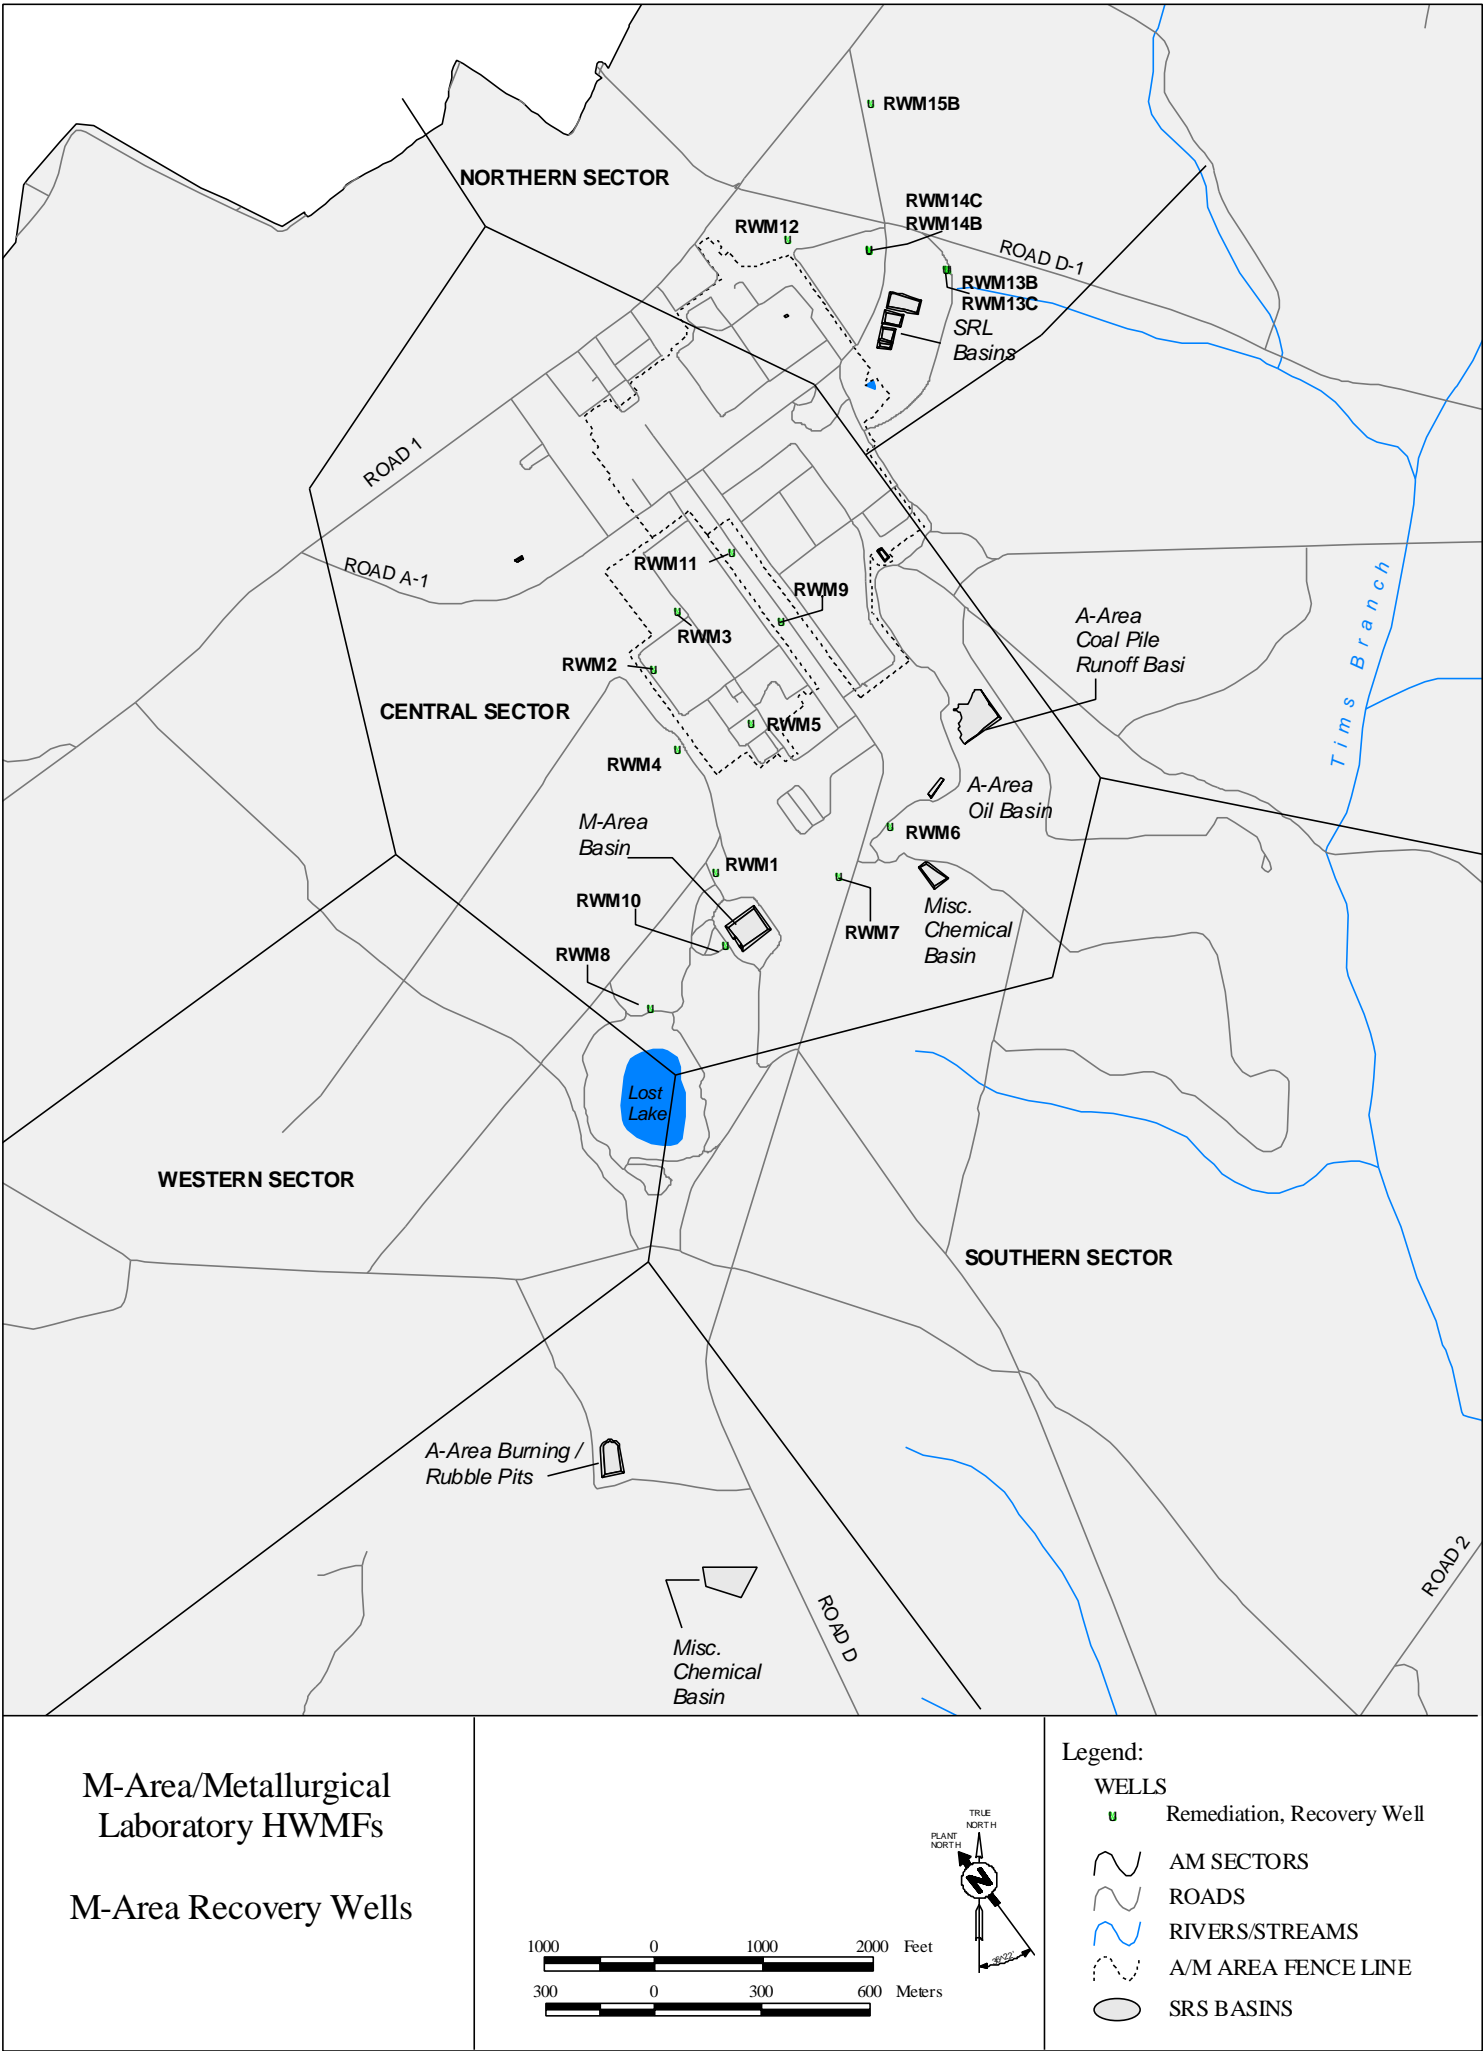 RWM15B
NORTHERN SECTOR
RWM14C
RWM14B
RWM12
ROAD D-1
RWM13B
RWM13C
SRL
Basins
ROAD 1
ROAD A-1
RWM11
RWM9
RWM3
RWM2
A-Area
Coal Pile
Runoff Basi
Tims Branch
CENTRAL SECTOR
RWM5
RWM4
A-Area
Oil Basin
M-Area
Basin
RWM6
RWM1
RWM10
Misc.
Chemical
Basin
RWM7
RWM8
Lost
Lake
WESTERN SECTOR
SOUTHERN SECTOR
A-Area Burning /
Rubble Pits
ROAD 2
ROAD D
Misc.
Chemical
Basin
M-Area/Metallurgical
Laboratory HWMFs
M-Area Recovery Wells
TRUE
NORTH
PLANT
NORTH
N
36^22'
1000 0 1000 2000 Feet
300 0 300 600 Meters
Legend:
WELLS
Remediation, Recovery Well
AM SECTORS
ROADS
RIVERS/STREAMS
A/M AREA FENCE LINE
SRS BASINS